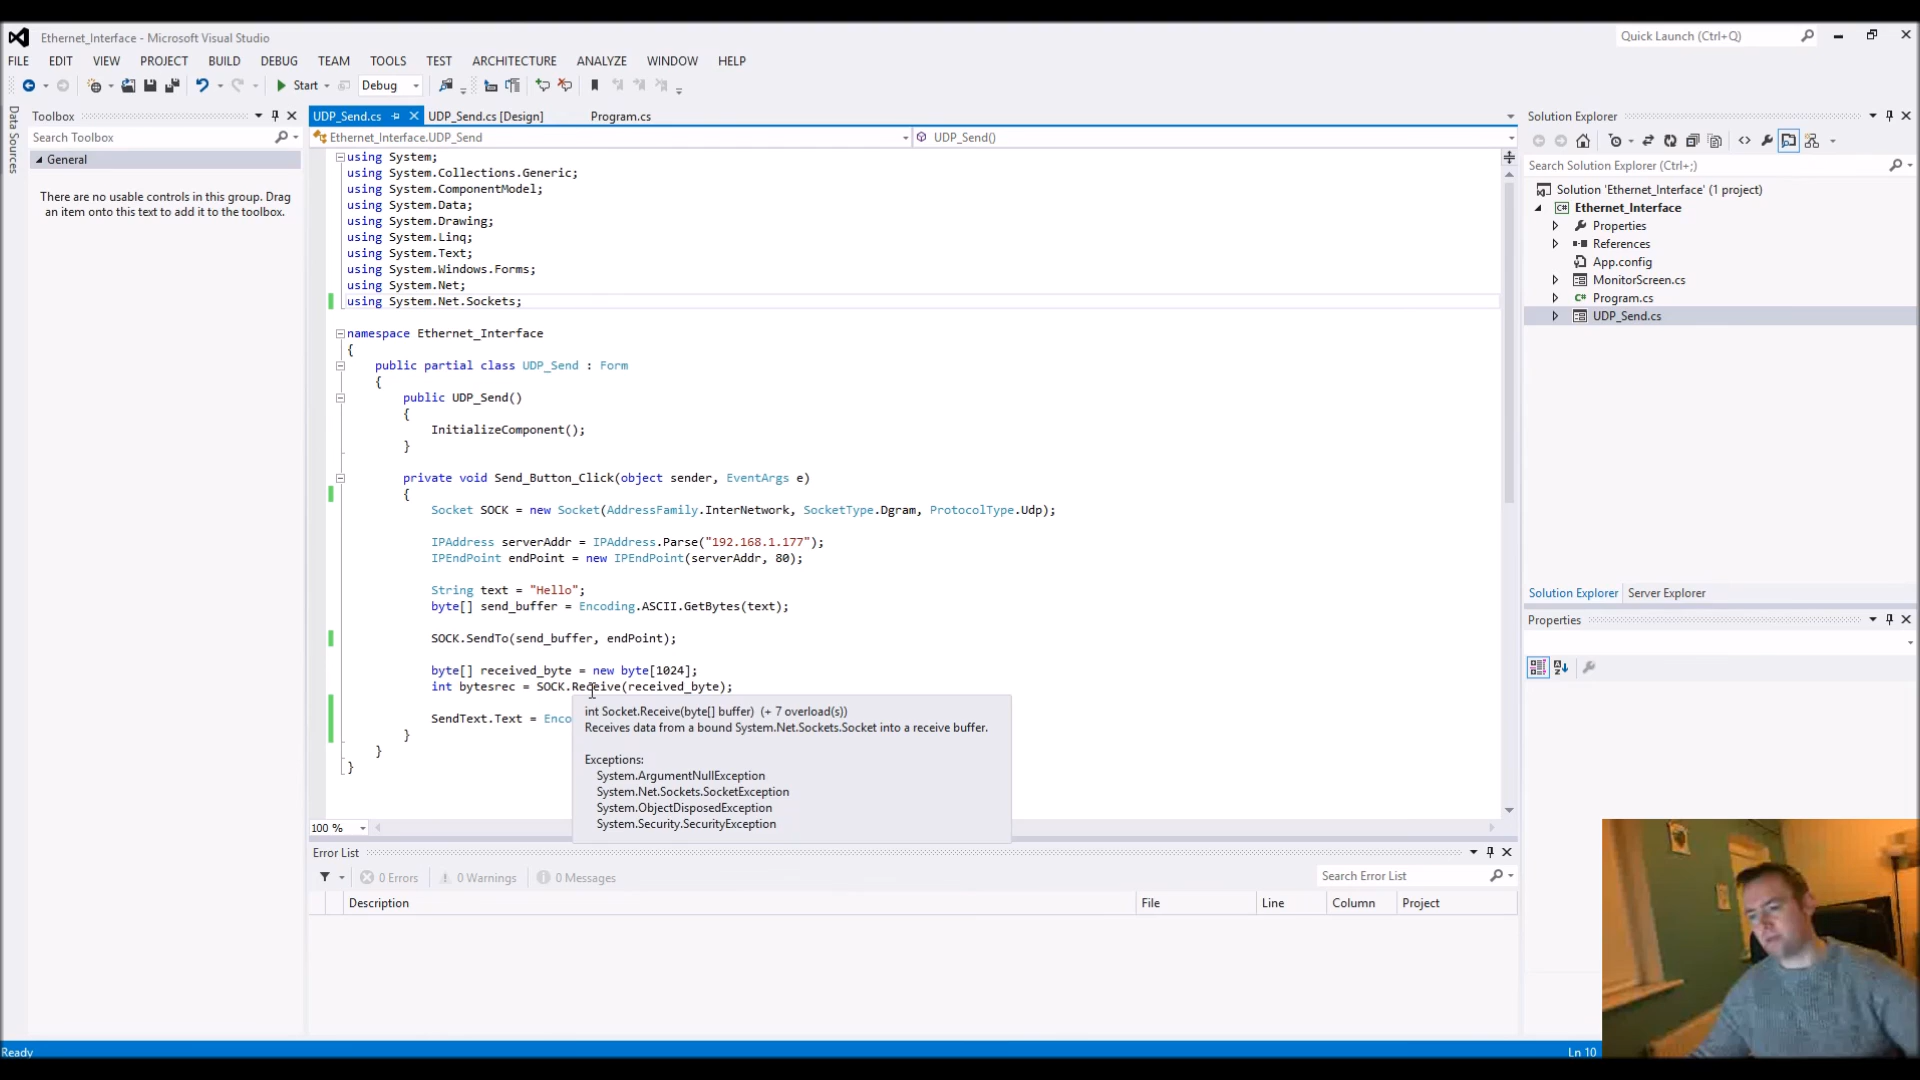 Ethernet_Interface - Microsoft Visual Studio
Quick Launch (Ctrl+Q)
FILE EDIT VIEW PROJECT BUILD DEBUG TEAM TOOLS TEST ARCHITECTURE ANALYZE WINDOW HELP
Start Debug
Data Sources
Toolbox
Search Toolbox
General
There are no usable controls in this group. Drag
an item onto this text to add it to the toolbox.
UDP_Send.cs UDP_Send.cs [Design] Program.cs
Ethernet_Interface.UDP_Send UDP_Send()
using System;
using System.Collections.Generic;
using System.ComponentModel;
using System.Data;
using System.Drawing;
using System.Linq;
using System.Text;
using System.Windows.Forms;
using System.Net;
using System.Net.Sockets;
namespace Ethernet_Interface
{
public partial class UDP_Send : Form
{
public UDP_Send()
{
InitializeComponent();
}
private void Send_Button_Click(object sender, EventArgs e)
{
Socket SOCK = new Socket(AddressFamily.InterNetwork, SocketType.Dgram, ProtocolType.Udp);
IPAddress serverAddr = IPAddress.Parse("192.168.1.177");
IPEndPoint endPoint = new IPEndPoint(serverAddr, 80);
String text = "Hello";
byte[] send_buffer = Encoding.ASCII.GetBytes(text);
SOCK.SendTo(send_buffer, endPoint);
byte[] received_byte = new byte[1024];
int bytesrec = SOCK.Receive(received_byte);
SendText.Text = Enco
}
}
}
int Socket.Receive(byte[] buffer) (+ 7 overload(s))
Receives data from a bound System.Net.Sockets.Socket into a receive buffer.
Exceptions:
System.ArgumentNullException
System.Net.Sockets.SocketException
System.ObjectDisposedException
System.Security.SecurityException
100 %
Error List
0 Errors 0 Warnings 0 Messages
Search Error List
Description File Line Column Project
Solution Explorer
Search Solution Explorer (Ctrl+;)
Solution 'Ethernet_Interface' (1 project)
Ethernet_Interface
Properties
References
App.config
MonitorScreen.cs
Program.cs
UDP_Send.cs
Solution Explorer Server Explorer
Properties
Ready
Ln 10